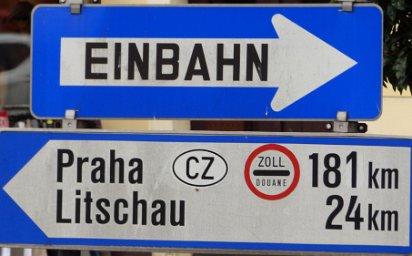 EINBAHN
Praha CZ ZOLL DOUANE 181 km
Litschau 24 km